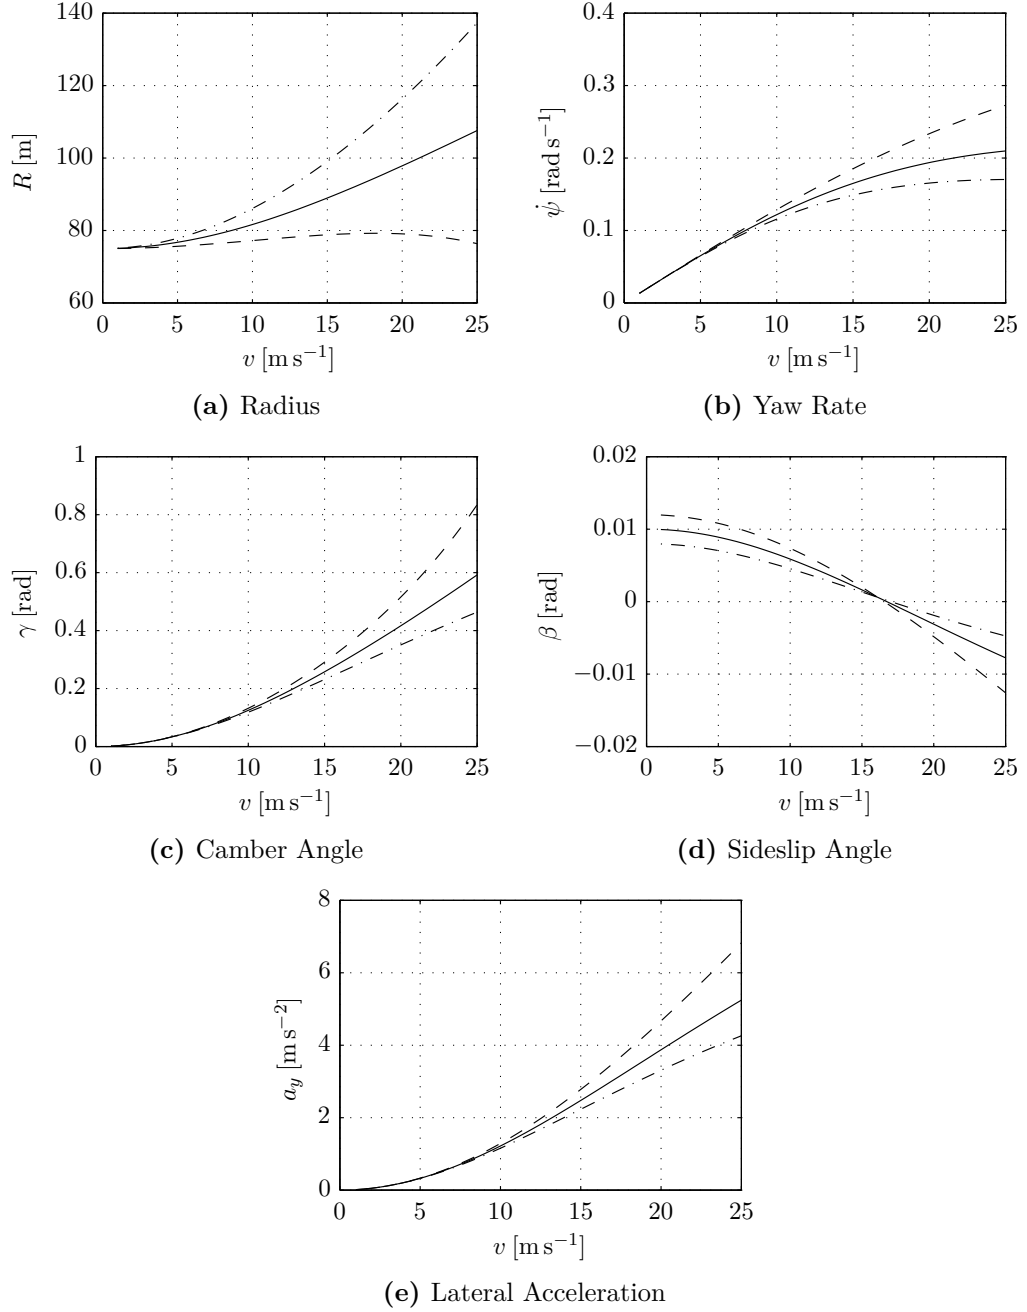 140
120
100
80
60
R [m]
0 5 10 15 20 25
v [m s⁻¹]
(a) Radius
0.4
0.3
0.2
0.1
0
ψ̇ [rad s⁻¹]
0 5 10 15 20 25
v [m s⁻¹]
(b) Yaw Rate
1
0.8
0.6
0.4
0.2
0
γ [rad]
0 5 10 15 20 25
v [m s⁻¹]
(c) Camber Angle
0.02
0.01
0
−0.01
−0.02
β [rad]
0 5 10 15 20 25
v [m s⁻¹]
(d) Sideslip Angle
8
6
4
2
0
a_y [m s⁻²]
0 5 10 15 20 25
v [m s⁻¹]
(e) Lateral Acceleration